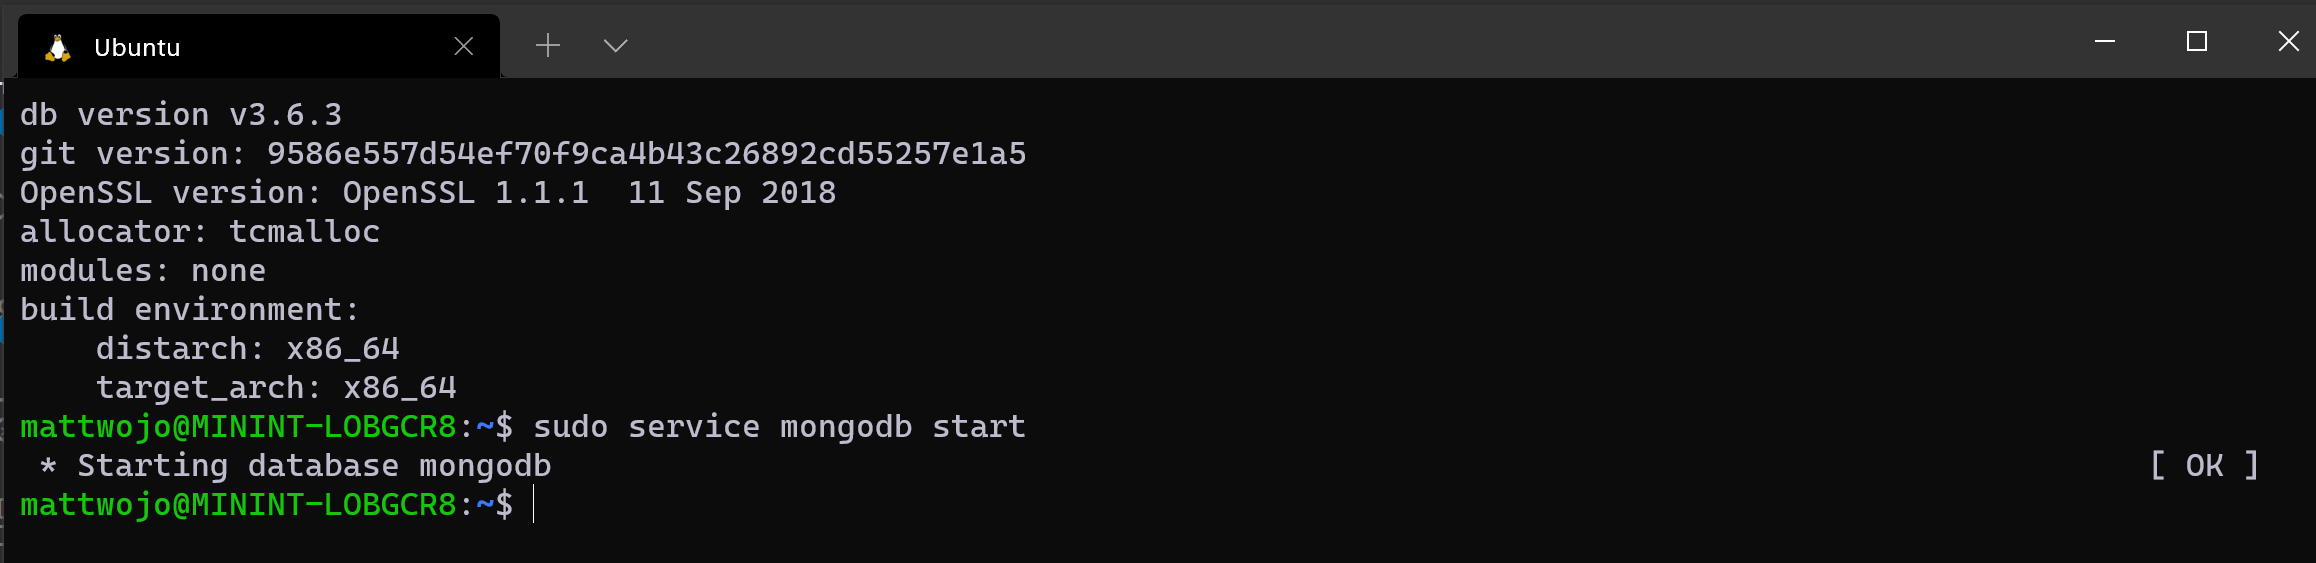 Ubuntu
db version v3.6.3
git version: 9586e557d54ef70f9ca4b43c26892cd55257e1a5
OpenSSL version: OpenSSL 1.1.1  11 Sep 2018
allocator: tcmalloc
modules: none
build environment:
    distarch: x86_64
    target_arch: x86_64
mattwojo@MININT-LOBGCR8:~$ sudo service mongodb start
 * Starting database mongodb [ OK ]
mattwojo@MININT-LOBGCR8:~$